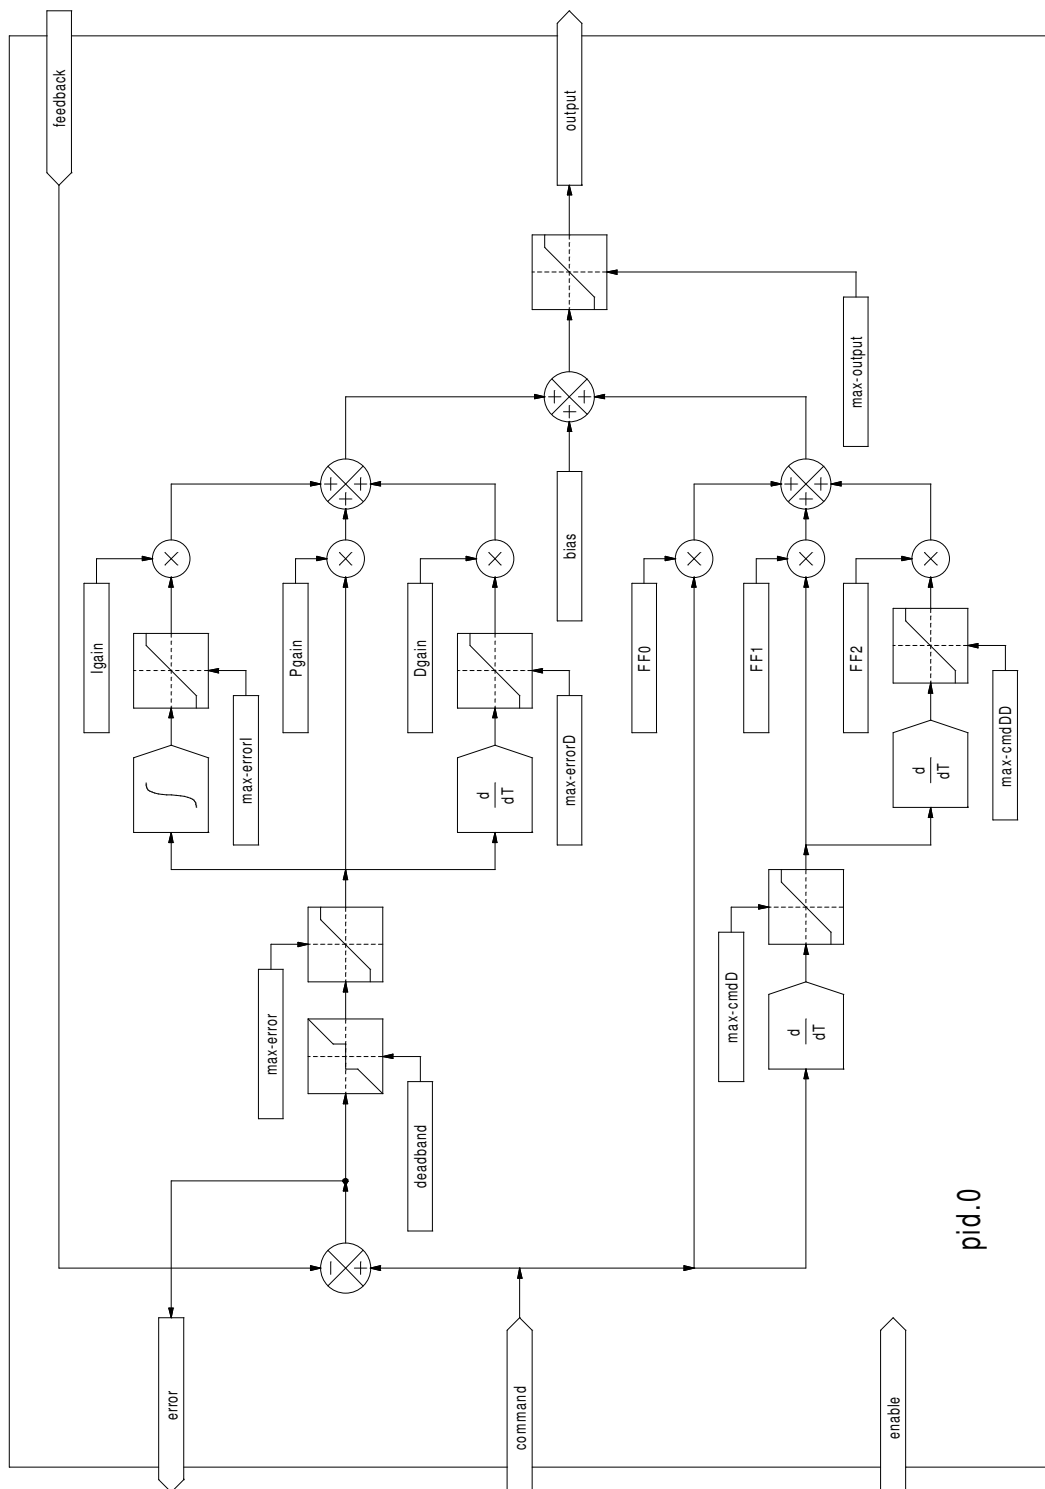 feedback
output
max-output
Igain
Pgain
Dgain
bias
FF0
FF1
FF2
max-errorI
max-errorD
max-cmdDD
d
dT
d
dT
max-error
max-cmdD
d
dT
deadband
pid.0
error
command
enable